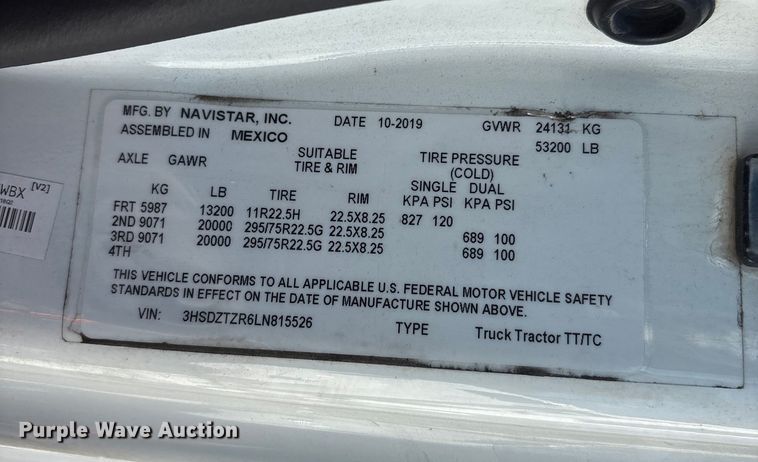 MFG. BY NAVISTAR, INC. DATE 10-2019 GVWR 24131 KG
ASSEMBLED IN MEXICO 53200 LB
AXLE GAWR SUITABLE TIRE & RIM TIRE PRESSURE (COLD)
SINGLE DUAL
KG LB TIRE RIM KPA PSI KPA PSI
FRT 5987 13200 11R22.5H 22.5X8.25 827 120
2ND 9071 20000 295/75R22.5G 22.5X8.25 689 100
3RD 9071 20000 295/75R22.5G 22.5X8.25 689 100
4TH
THIS VEHICLE CONFORMS TO ALL APPLICABLE U.S. FEDERAL MOTOR VEHICLE SAFETY
STANDARDS IN EFFECT ON THE DATE OF MANUFACTURE SHOWN ABOVE.
VIN: 3HSDZTZR6LN815526 TYPE Truck Tractor TT/TC
WBX [V2]
Purple Wave Auction